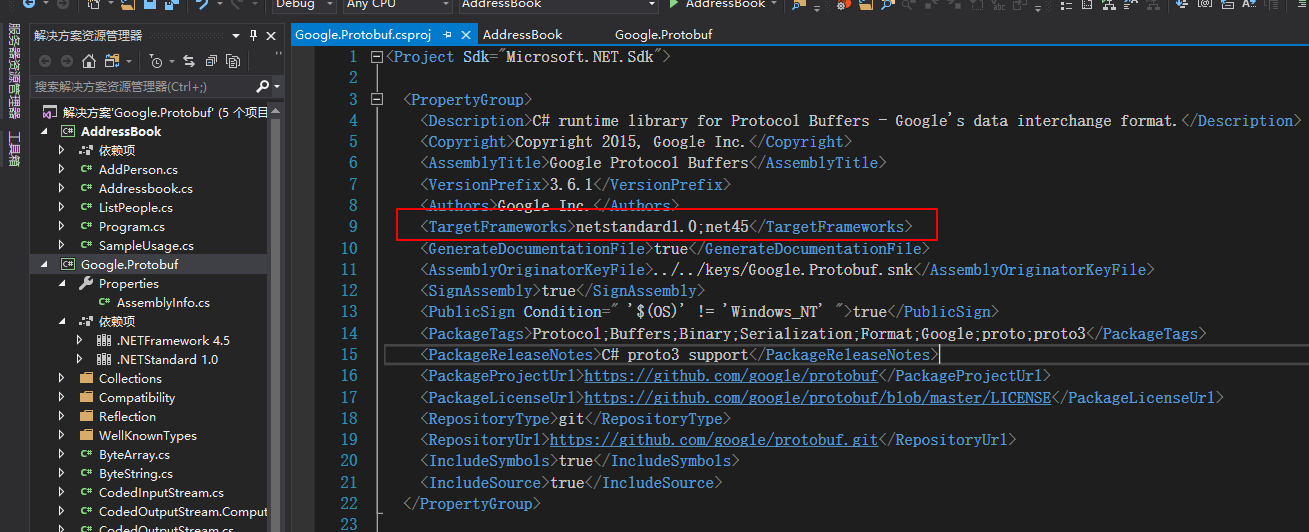 Debug
Any CPU
AddressBook
AddressBook
服务器资源管理器
工具箱
解决方案资源管理器
搜索解决方案资源管理器(Ctrl+;)
解决方案'Google.Protobuf' (5 个项目
AddressBook
依赖项
AddPerson.cs
Addressbook.cs
ListPeople.cs
Program.cs
SampleUsage.cs
Google.Protobuf
Properties
AssemblyInfo.cs
依赖项
.NETFramework 4.5
.NETStandard 1.0
Collections
Compatibility
Reflection
WellKnownTypes
ByteArray.cs
ByteString.cs
CodedInputStream.cs
CodedOutputStream.Comput
CodedOutputStream.cs
Google.Protobuf.csproj
AddressBook
Google.Protobuf
1 <Project Sdk="Microsoft.NET.Sdk">
2
3 <PropertyGroup>
4 <Description>C# runtime library for Protocol Buffers - Google's data interchange format.</Description>
5 <Copyright>Copyright 2015, Google Inc.</Copyright>
6 <AssemblyTitle>Google Protocol Buffers</AssemblyTitle>
7 <VersionPrefix>3.6.1</VersionPrefix>
8 <Authors>Google Inc.</Authors>
9 <TargetFrameworks>netstandard1.0;net45</TargetFrameworks>
10 <GenerateDocumentationFile>true</GenerateDocumentationFile>
11 <AssemblyOriginatorKeyFile>../../keys/Google.Protobuf.snk</AssemblyOriginatorKeyFile>
12 <SignAssembly>true</SignAssembly>
13 <PublicSign Condition=" '$(OS)' != 'Windows_NT' ">true</PublicSign>
14 <PackageTags>Protocol;Buffers;Binary;Serialization;Format;Google;proto;proto3</PackageTags>
15 <PackageReleaseNotes>C# proto3 support</PackageReleaseNotes>
16 <PackageProjectUrl>https://github.com/google/protobuf</PackageProjectUrl>
17 <PackageLicenseUrl>https://github.com/google/protobuf/blob/master/LICENSE</PackageLicenseUrl>
18 <RepositoryType>git</RepositoryType>
19 <RepositoryUrl>https://github.com/google/protobuf.git</RepositoryUrl>
20 <IncludeSymbols>true</IncludeSymbols>
21 <IncludeSource>true</IncludeSource>
22 </PropertyGroup>
23